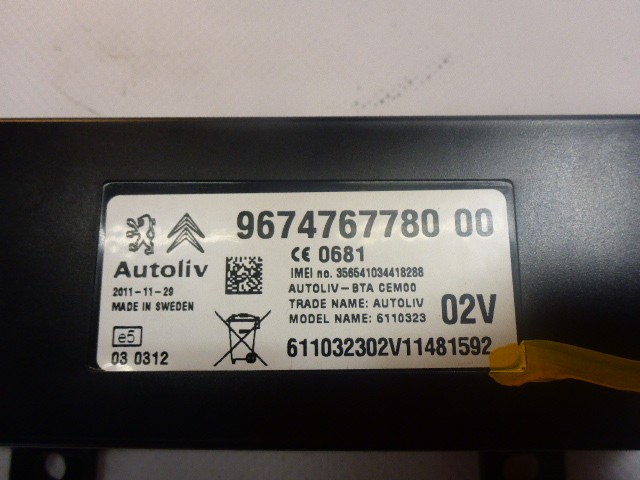 9674767780 00
CE 0681
Autoliv
IMEI no. 356541034418288
2011-11-29
AUTOLIV-BTA CEM00
MADE IN SWEDEN
TRADE NAME: AUTOLIV
02V
MODEL NAME: 6110323
e5
03 0312
611032302V11481592